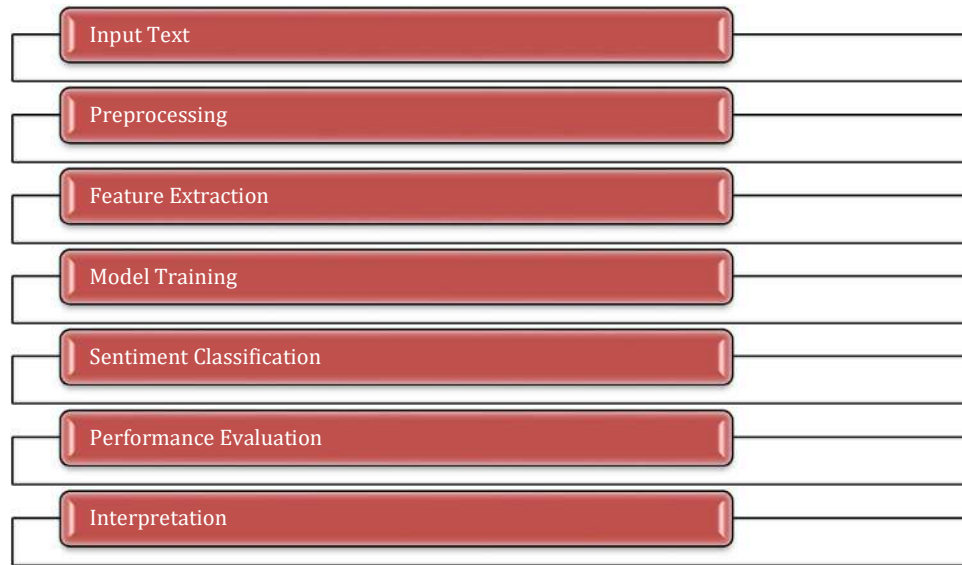 Input Text
Preprocessing
Feature Extraction
Model Training
Sentiment Classification
Performance Evaluation
Interpretation